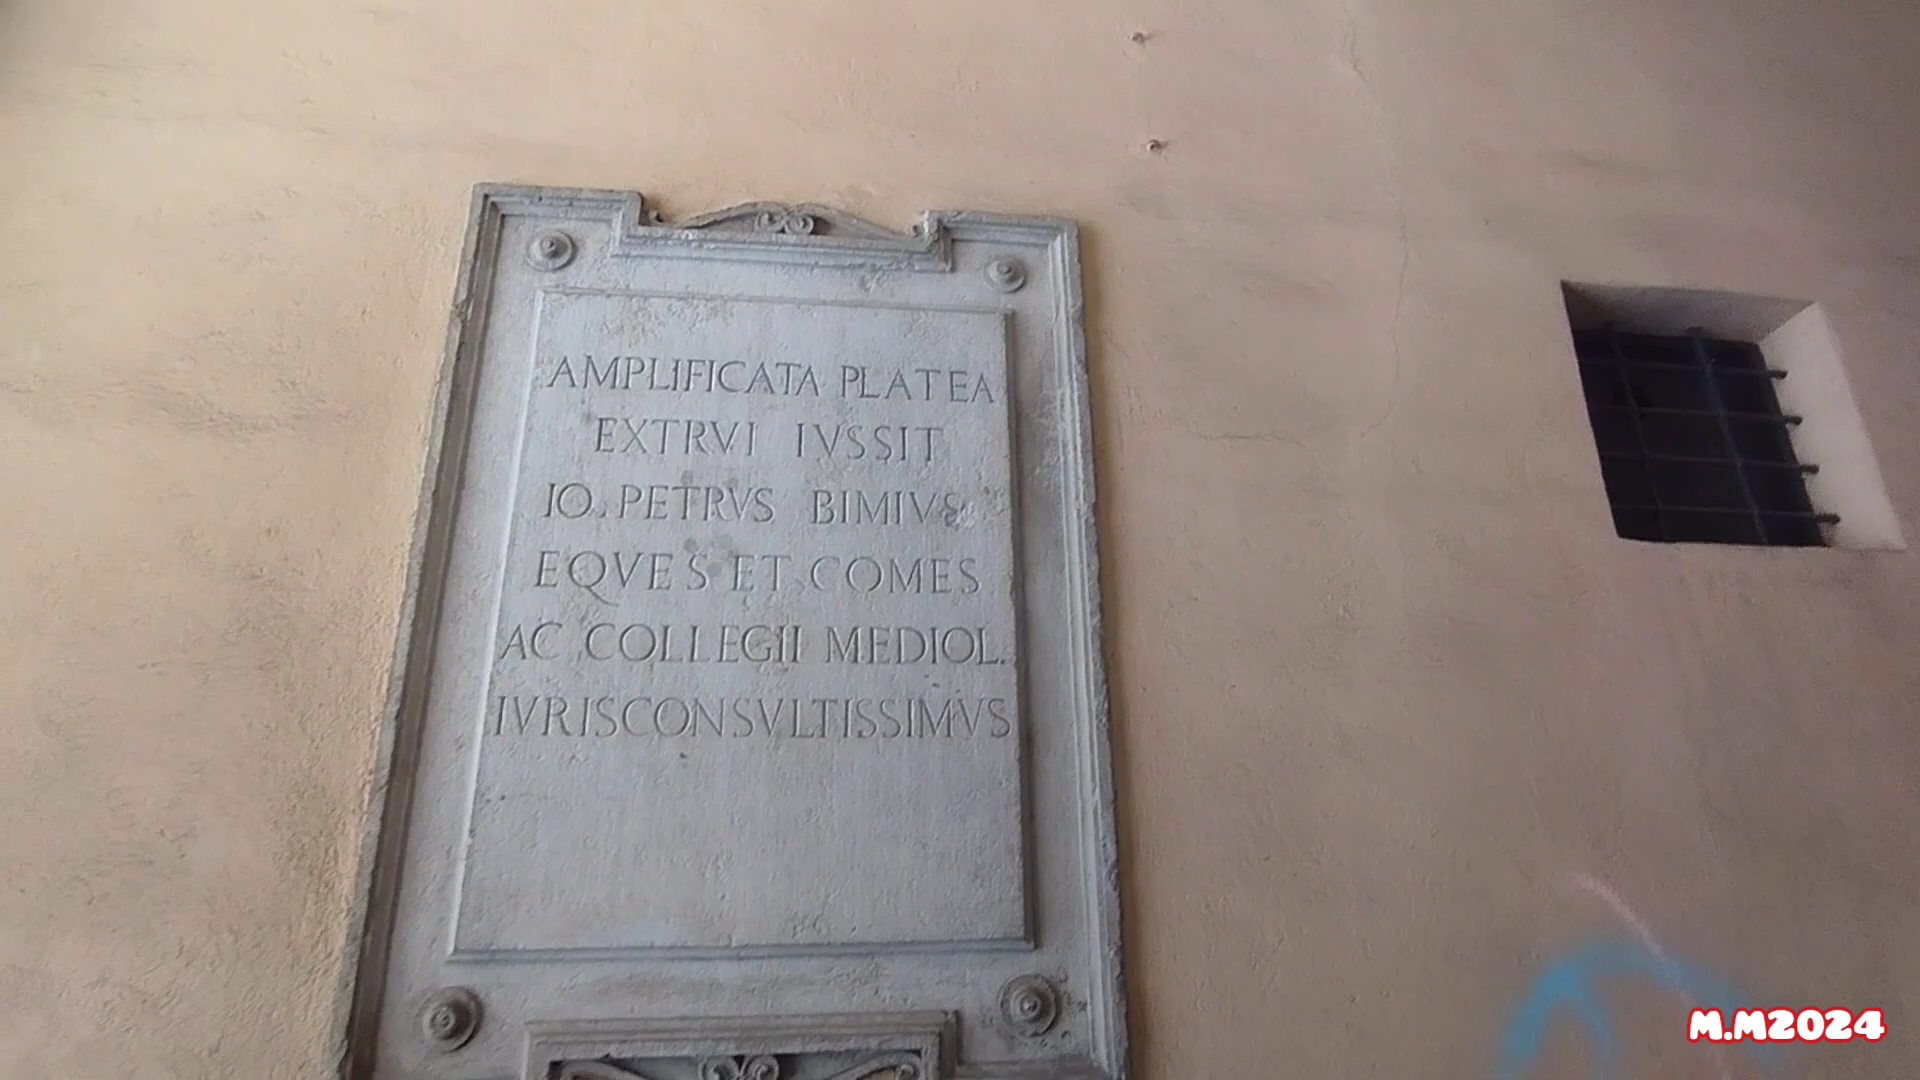 AMPLIFICATA PLATEA
EXTRVI IVSSIT
IO. PETRVS BIMIVS
EQVES ET COMES
AC COLLEGII MEDIOL.
IVRISCONSVLTISSIMVS
M.M2024